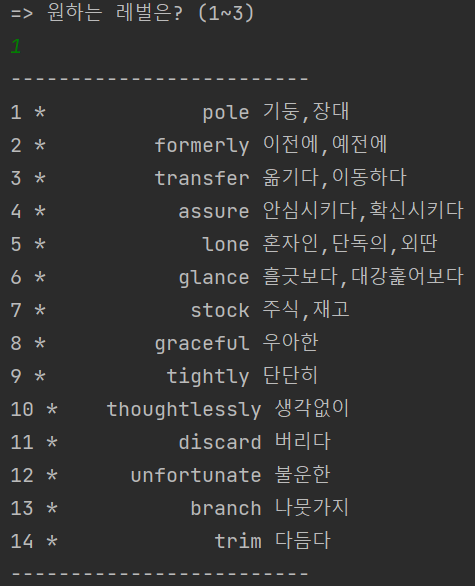 => 원하는 레벌은? (1~3)
1
-------------------------
1 * pole 기둥,장대
2 * formerly 이전에,예전에
3 * transfer 옮기다,이동하다
4 * assure 안심시키다,확신시키다
5 * lone 혼자인,단독의,외딴
6 * glance 흘긋보다,대강훑어보다
7 * stock 주식,재고
8 * graceful 우아한
9 * tightly 단단히
10 * thoughtlessly 생각없이
11 * discard 버리다
12 * unfortunate 불운한
13 * branch 나뭇가지
14 * trim 다듬다
-------------------------